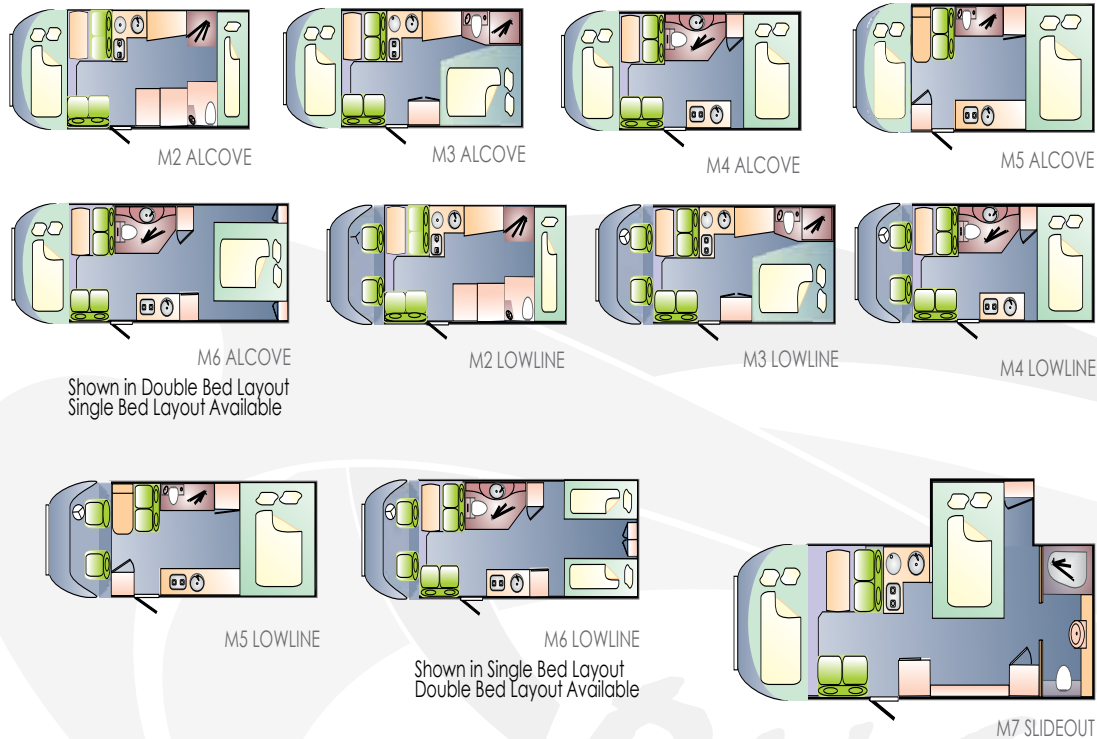 M2 ALCOVE
M3 ALCOVE
M4 ALCOVE
M5 ALCOVE
M6 ALCOVE
Shown in Double Bed Layout
Single Bed Layout Available
M2 LOWLINE
M3 LOWLINE
M4 LOWLINE
M5 LOWLINE
M6 LOWLINE
Shown in Single Bed Layout
Double Bed Layout Available
M7 SLIDEOUT